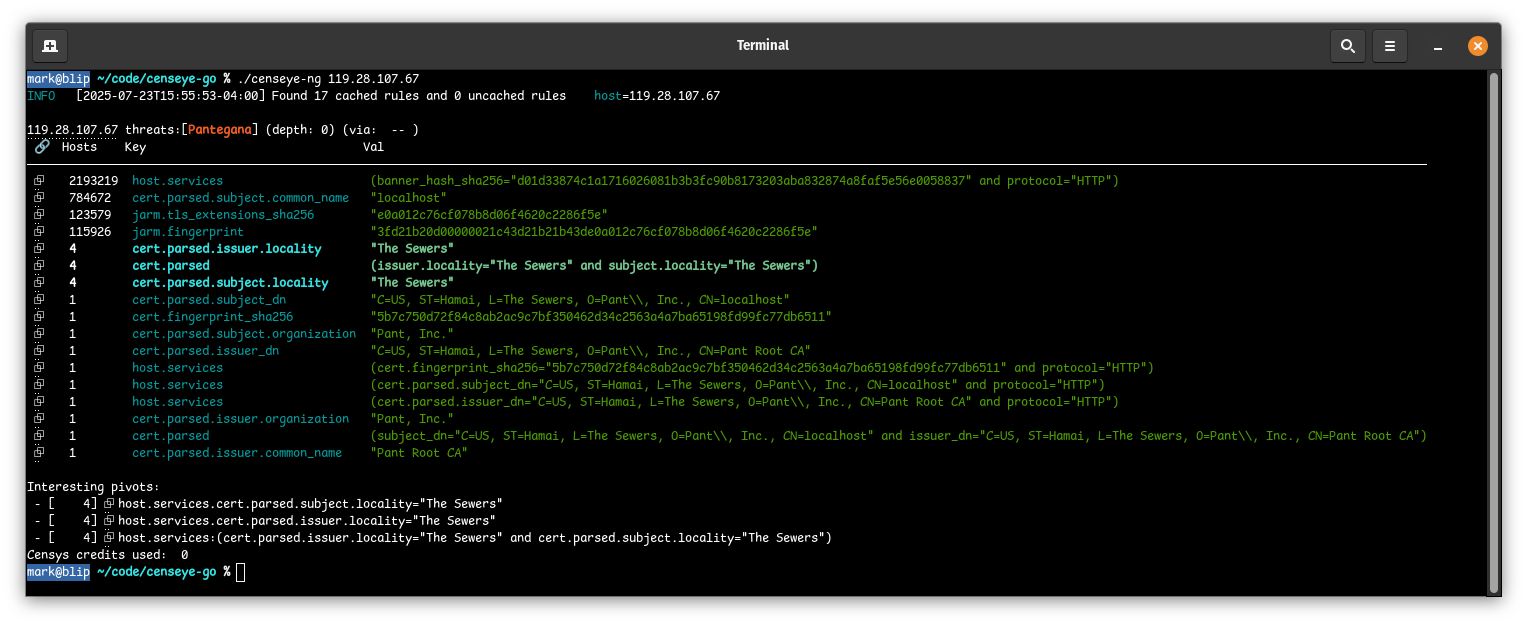 Terminal
mark@blip ~/code/censeye-go % ./censeye-ng 119.28.107.67
INFO [2025-07-23T15:55:53-04:00] Found 17 cached rules and 0 uncached rules host=119.28.107.67
119.28.107.67 threats:[Pantegana] (depth: 0) (via: -- )
🔗 Hosts Key Val
2193219 host.services (banner_hash_sha256="d01d33874c1a1716026081b3b3fc90b8173203aba832874a8faf5e56e0058837" and protocol="HTTP")
784672 cert.parsed.subject.common_name "localhost"
123579 jarm.tls_extensions_sha256 "e0a012c76cf078b8d06f4620c2286f5e"
115926 jarm.fingerprint "3fd21b20d00000021c43d21b21b43de0a012c76cf078b8d06f4620c2286f5e"
4 cert.parsed.issuer.locality "The Sewers"
4 cert.parsed (issuer.locality="The Sewers" and subject.locality="The Sewers")
4 cert.parsed.subject.locality "The Sewers"
1 cert.parsed.subject_dn "C=US, ST=Hamai, L=The Sewers, O=Pant\\, Inc., CN=localhost"
1 cert.fingerprint_sha256 "5b7c750d72f84c8ab2ac9c7bf350462d34c2563a4a7ba65198fd99fc77db6511"
1 cert.parsed.subject.organization "Pant, Inc."
1 cert.parsed.issuer_dn "C=US, ST=Hamai, L=The Sewers, O=Pant\\, Inc., CN=Pant Root CA"
1 host.services (cert.fingerprint_sha256="5b7c750d72f84c8ab2ac9c7bf350462d34c2563a4a7ba65198fd99fc77db6511" and protocol="HTTP")
1 host.services (cert.parsed.subject_dn="C=US, ST=Hamai, L=The Sewers, O=Pant\\, Inc., CN=localhost" and protocol="HTTP")
1 host.services (cert.parsed.issuer_dn="C=US, ST=Hamai, L=The Sewers, O=Pant\\, Inc., CN=Pant Root CA" and protocol="HTTP")
1 cert.parsed.issuer.organization "Pant, Inc."
1 cert.parsed (subject_dn="C=US, ST=Hamai, L=The Sewers, O=Pant\\, Inc., CN=localhost" and issuer_dn="C=US, ST=Hamai, L=The Sewers, O=Pant\\, Inc., CN=Pant Root CA")
1 cert.parsed.issuer.common_name "Pant Root CA"
Interesting pivots:
- [ 4] host.services.cert.parsed.subject.locality="The Sewers"
- [ 4] host.services.cert.parsed.issuer.locality="The Sewers"
- [ 4] host.services:(cert.parsed.issuer.locality="The Sewers" and cert.parsed.subject.locality="The Sewers")
Censys credits used: 0
mark@blip ~/code/censeye-go %